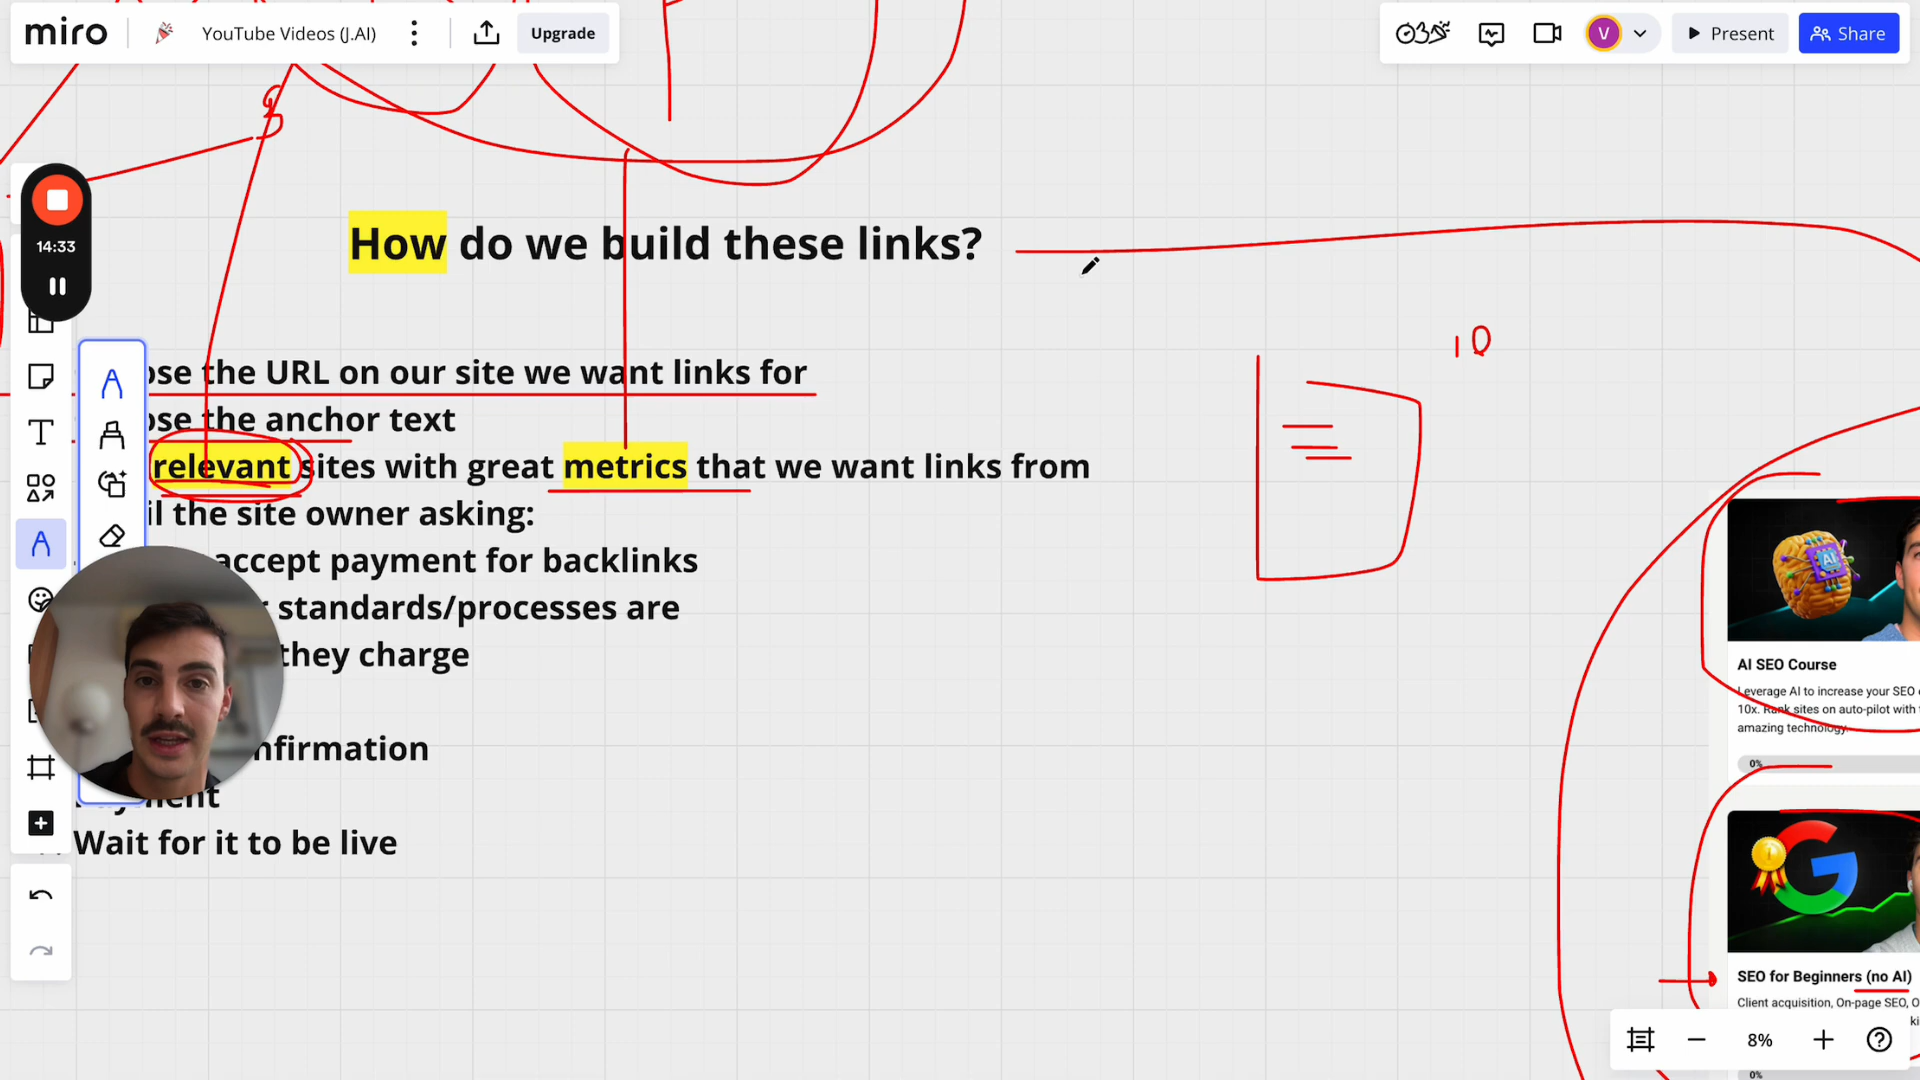 miro
YouTube Videos (J.AI)
Upgrade
V
Present
Share
14:33
How do we build these links?
10
the URL on our site we want links for
the anchor text
relevant sites with great metrics that we want links from
the site owner asking:
accept payment for backlinks
standards/processes are
they charge
Wait for it to be live
AI
AI SEO Course
Leverage AI to increase your SEO
10x. Rank sites on auto-pilot with
amazing technology.
0%
1
G
SEO for Beginners (no AI)
Client acquisition, On-page SEO,
8%
0%